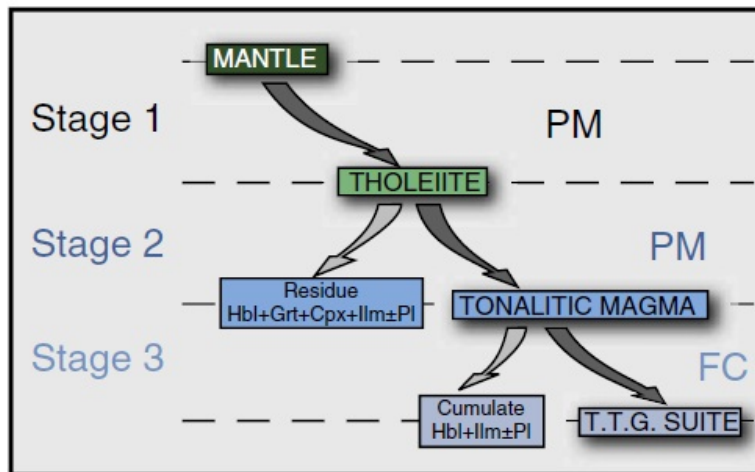 MANTLE
Stage 1
PM
THOLEIITE
Stage 2
PM
Residue
Hbl+Grt+Cpx+Ilm±Pl
TONALITIC MAGMA
Stage 3
FC
Cumulate
Hbl+Ilm±Pl
T.T.G. SUITE